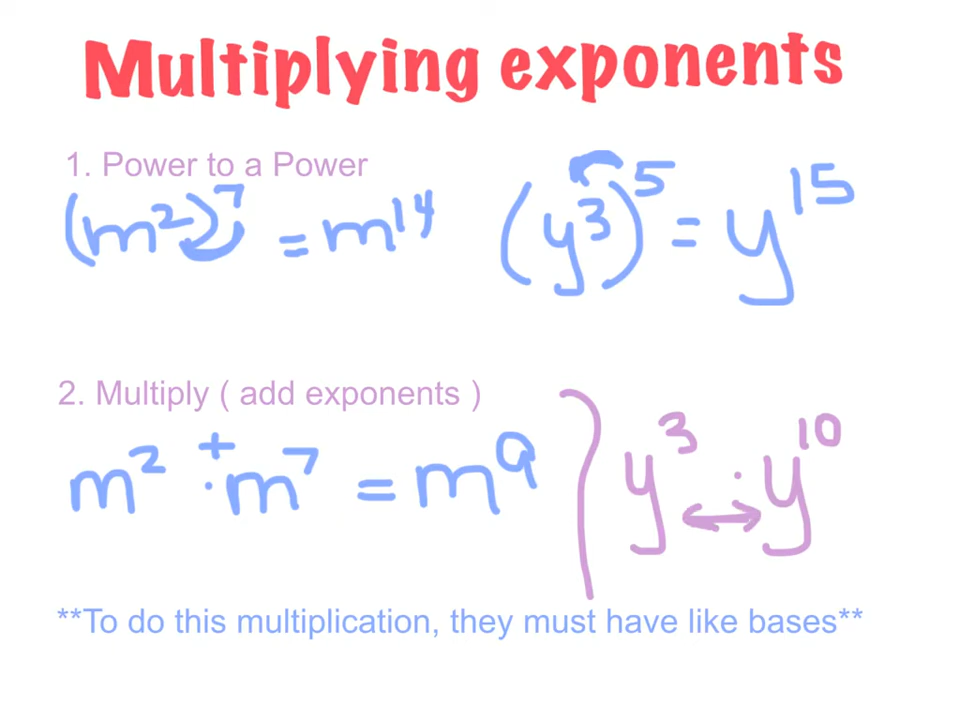 Multiplying exponents
1. Power to a Power
(m²)⁷ = m¹⁴
(y³)⁵ = y¹⁵
2. Multiply ( add exponents )
m² + · m⁷ = m⁹
y³ · y¹⁰
**To do this multiplication, they must have like bases**